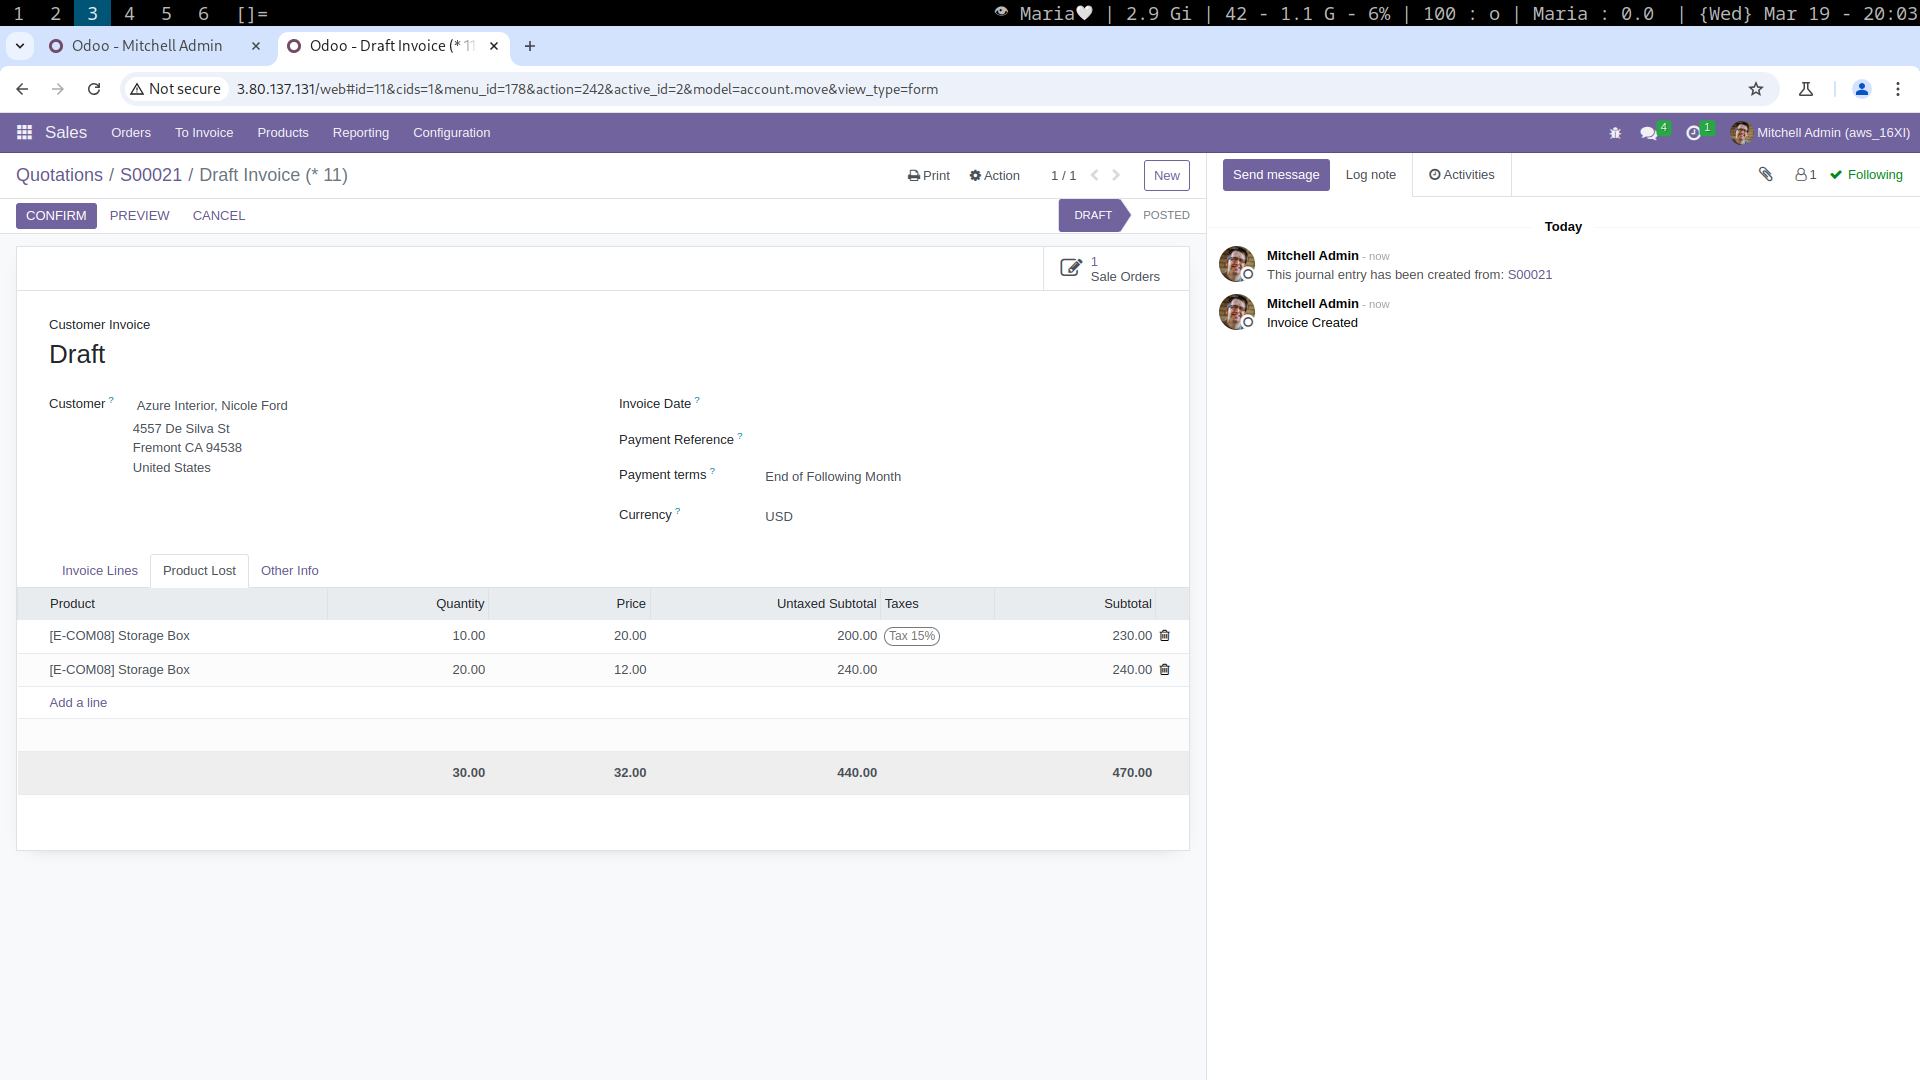 1 2 3 4 5 6 []= Maria | 2.9 Gi | 42 - 1.1 G - 6% | 100 : o | Maria : 0.0 | {Wed} Mar 19 - 20:03
Odoo - Mitchell Admin
Odoo - Draft Invoice (* 11
Not secure 3.80.137.131/web#id=11&cids=1&menu_id=178&action=242&active_id=2&model=account.move&view_type=form
Sales Orders To Invoice Products Reporting Configuration 4 1 Mitchell Admin (aws_16XI)
Quotations / S00021 / Draft Invoice (* 11) Print Action 1 / 1 New
CONFIRM PREVIEW CANCEL DRAFT POSTED
1
Sale Orders
Customer Invoice
Draft
Customer ? Azure Interior, Nicole Ford
4557 De Silva St
Fremont CA 94538
United States
Invoice Date ?
Payment Reference ?
Payment terms ? End of Following Month
Currency ? USD
Invoice Lines Product Lost Other Info
Product Quantity Price Untaxed Subtotal Taxes Subtotal
[E-COM08] Storage Box 10.00 20.00 200.00 Tax 15% 230.00
[E-COM08] Storage Box 20.00 12.00 240.00 240.00
Add a line
30.00 32.00 440.00 470.00
Send message Log note Activities 1 Following
Today
Mitchell Admin - now
This journal entry has been created from: S00021
Mitchell Admin - now
Invoice Created